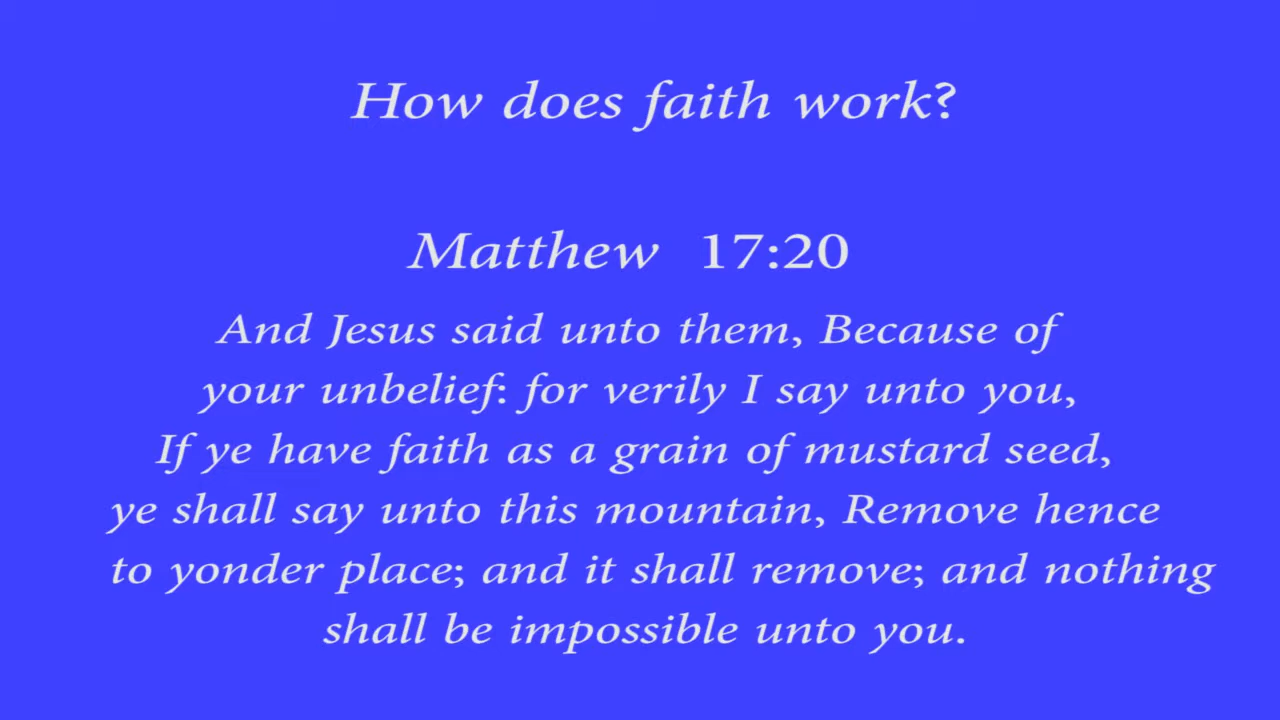 How does faith work?
Matthew 17:20
And Jesus said unto them, Because of
your unbelief: for verily I say unto you,
If ye have faith as a grain of mustard seed,
ye shall say unto this mountain, Remove hence
to yonder place; and it shall remove; and nothing
shall be impossible unto you.